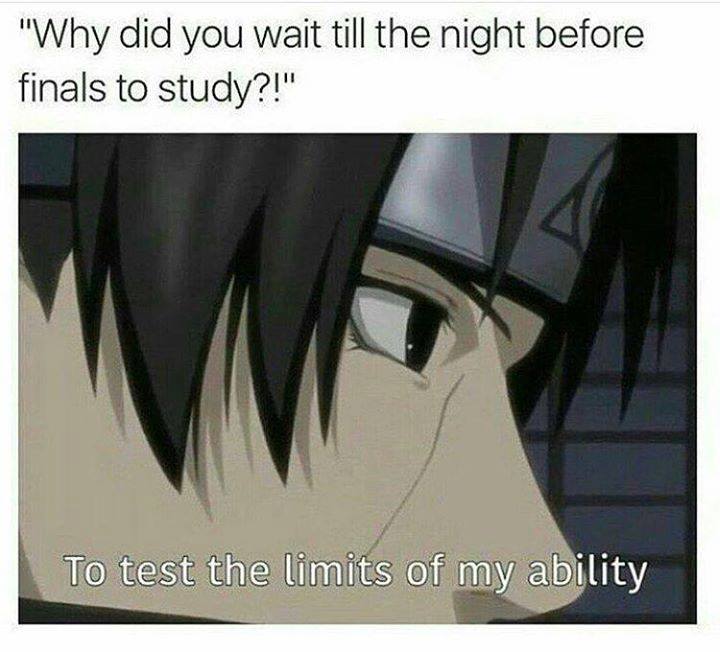 "Why did you wait till the night before
finals to study?!"
To test the limits of my ability